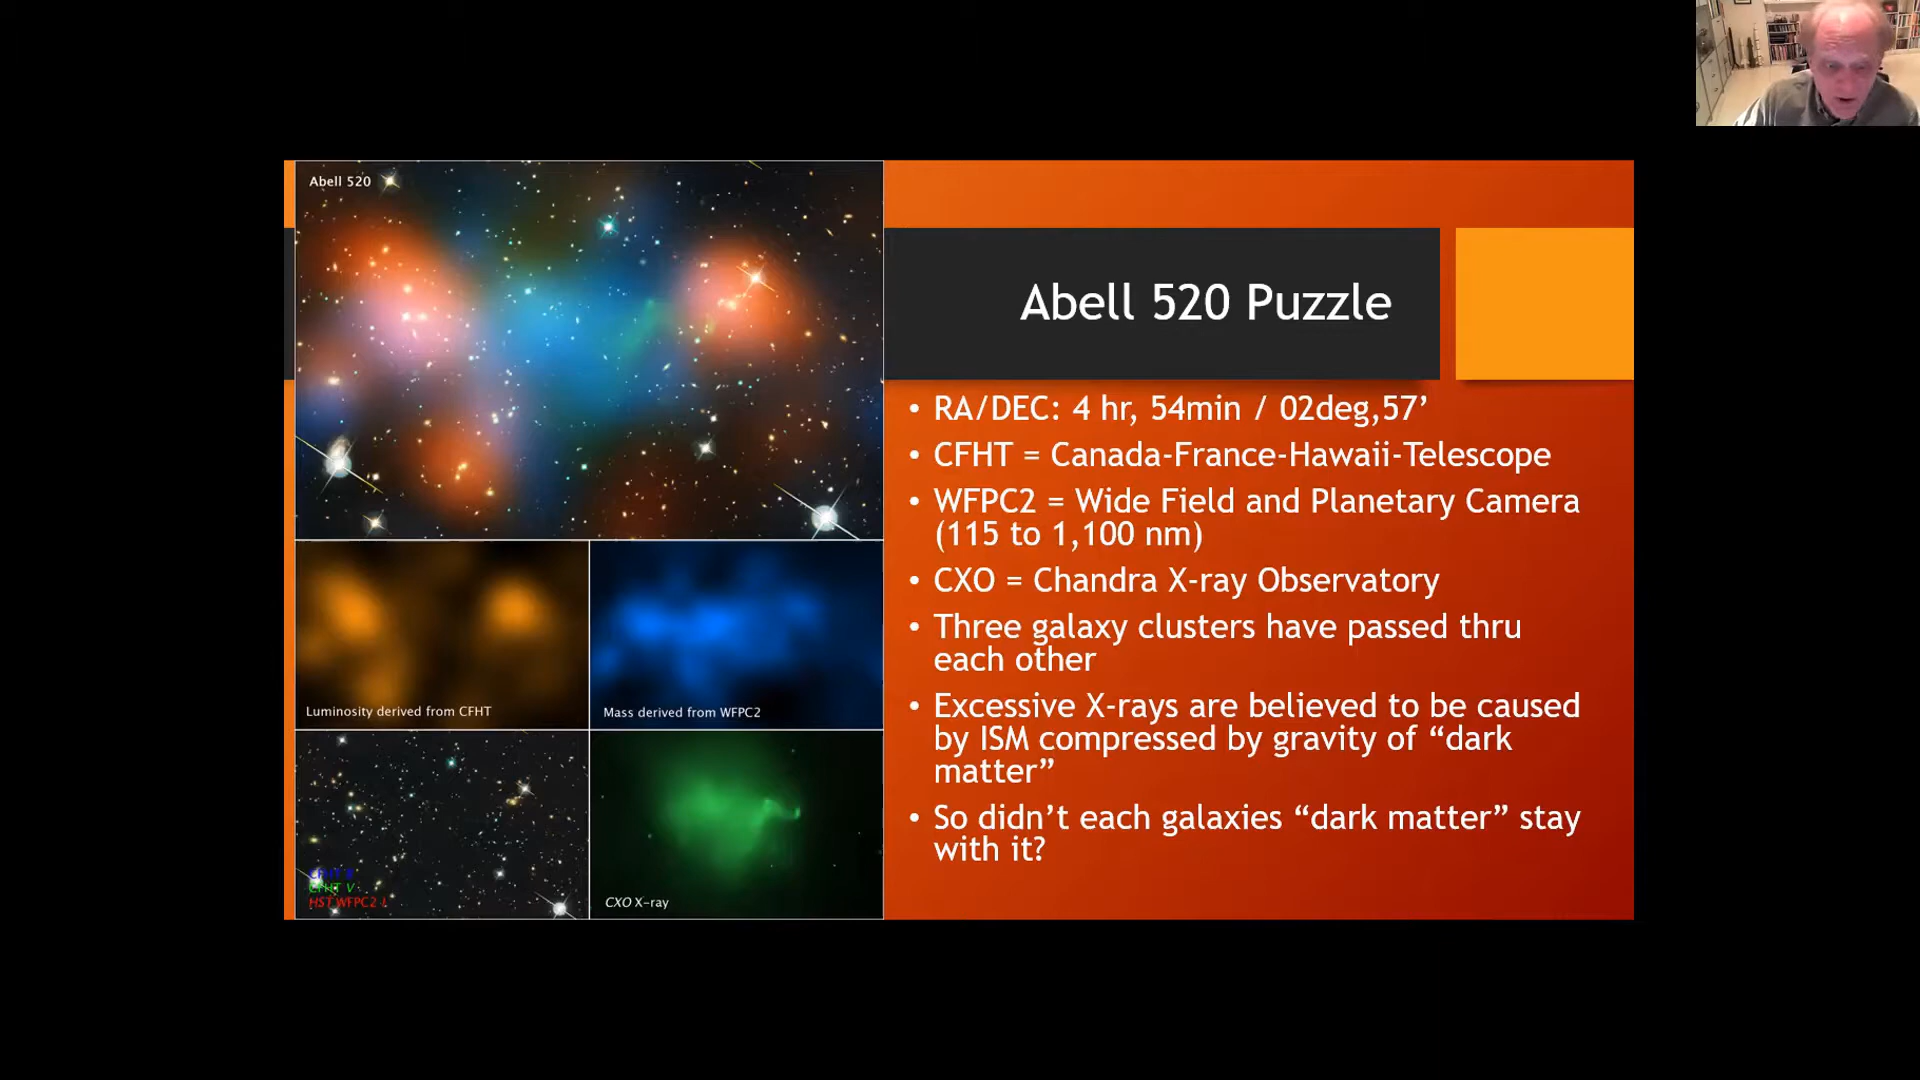 Abell 520
Abell 520 Puzzle
• RA/DEC: 4 hr, 54min / 02deg,57’
• CFHT = Canada-France-Hawaii-Telescope
• WFPC2 = Wide Field and Planetary Camera
(115 to 1,100 nm)
• CXO = Chandra X-ray Observatory
• Three galaxy clusters have passed thru
each other
• Excessive X-rays are believed to be caused
by ISM compressed by gravity of “dark
matter”
• So didn’t each galaxies “dark matter” stay
with it?
Luminosity derived from CFHT
Mass derived from WFPC2
CFHT
CFHT V
HST WFPC2 I
CXO X-ray